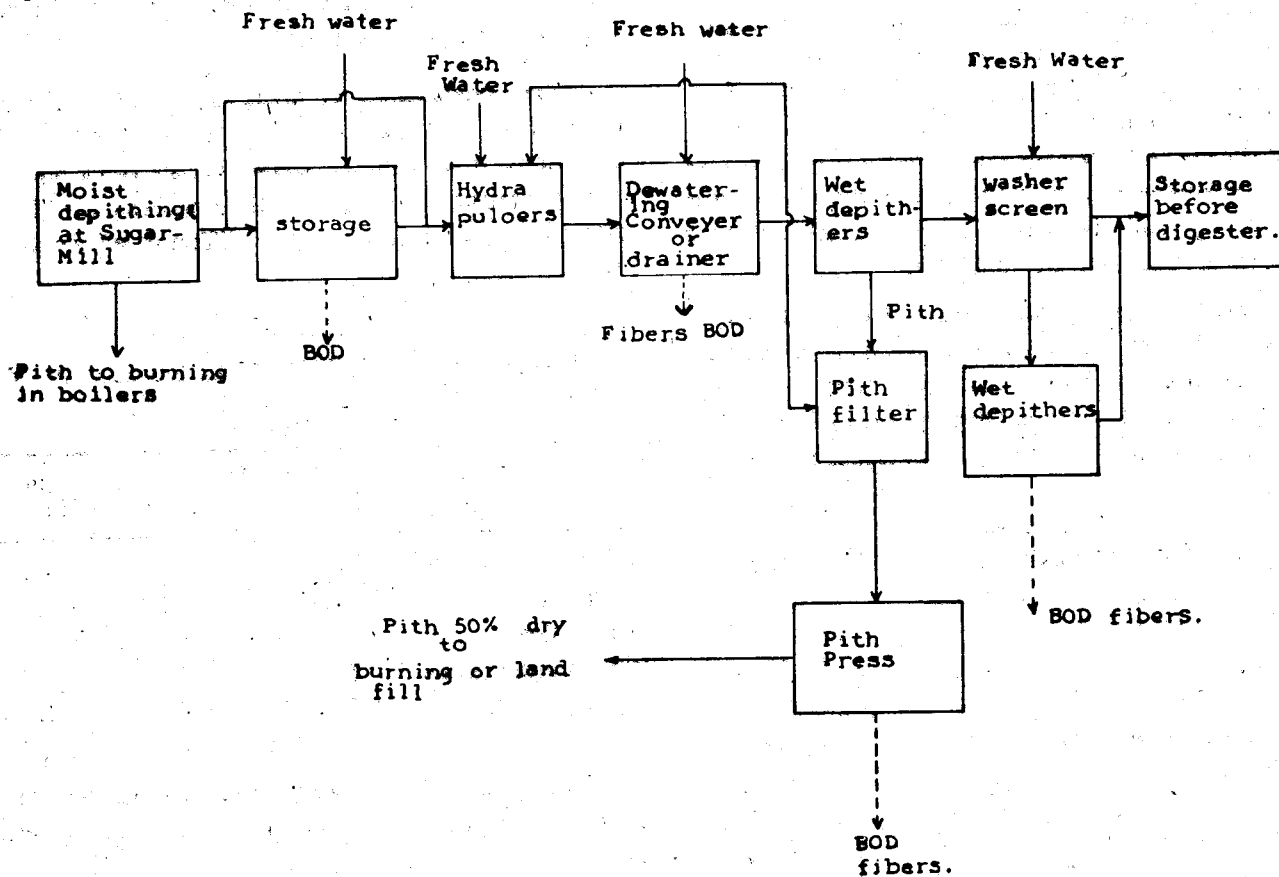 Fresh water
Fresh
Water
Fresh water
Fresh Water
Moist
depithing
at Sugar-
Mill
storage
Hydra
puloers
Dewater-
ing
Conveyer
or
drainer
Wet
depith-
ers
washer
screen
Storage
before
digester.
Pith to burning
in boilers
BOD
Fibers BOD
Pith
Pith
filter
Wet
depithers
BOD fibers.
Pith 50% dry
to
burning or land
fill
Pith
Press
BOD
fibers.